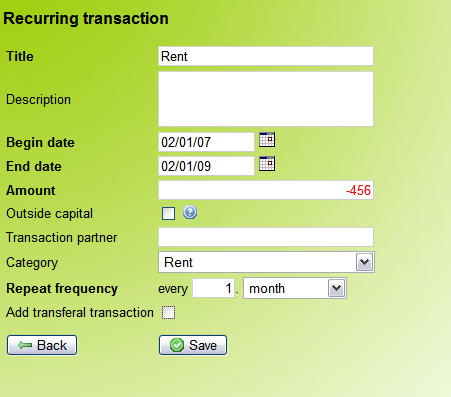 Recurring transaction
Title Rent
Description
Begin date 02/01/07
End date 02/01/09
Amount -456
Outside capital ?
Transaction partner
Category Rent
Repeat frequency every 1 . month
Add transferal transaction
Back Save